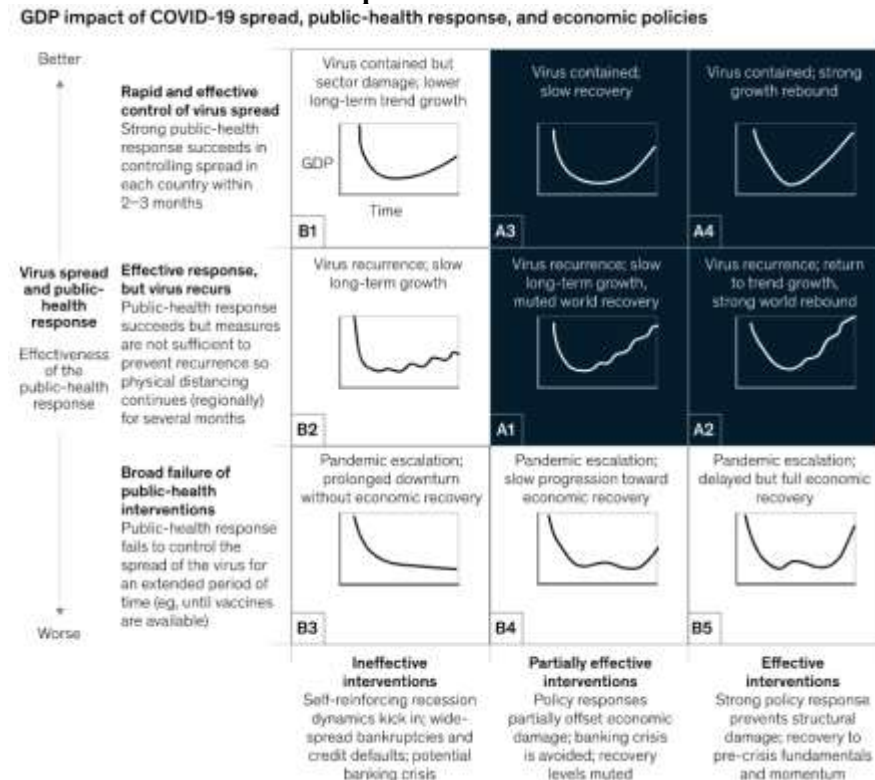 GDP impact of COVID-19 spread, public-health response, and economic policies
Better
Rapid and effective
control of virus spread
Strong public-health
response succeeds in
controlling spread in
each country within
2–3 months
Virus contained but
sector damage; lower
long-term trend growth
GDP
Time
B1
Virus contained;
slow recovery
A3
Virus contained; strong
growth rebound
A4
Virus spread
and public-
health
response
Effectiveness
of the
public-health
response
Effective response,
but virus recurs
Public-health response
succeeds but measures
are not sufficient to
prevent recurrence so
physical distancing
continues (regionally)
for several months
Virus recurrence; slow
long-term growth
B2
Virus recurrence; slow
long-term growth,
muted world recovery
A1
Virus recurrence; return
to trend growth,
strong world rebound
A2
Broad failure of
public-health
interventions
Public-health response
fails to control the
spread of the virus for
an extended period of
time (eg, until vaccines
are available)
Worse
Pandemic escalation;
prolonged downturn
without economic recovery
B3
Pandemic escalation;
slow progression toward
economic recovery
B4
Pandemic escalation;
delayed but full economic
recovery
B5
Ineffective
interventions
Self-reinforcing recession
dynamics kick in; wide-
spread bankruptcies and
credit defaults; potential
banking crisis
Partially effective
interventions
Policy responses
partially offset economic
damage; banking crisis
is avoided; recovery
levels muted
Effective
interventions
Strong policy response
prevents structural
damage; recovery to
pre-crisis fundamentals
and momentum